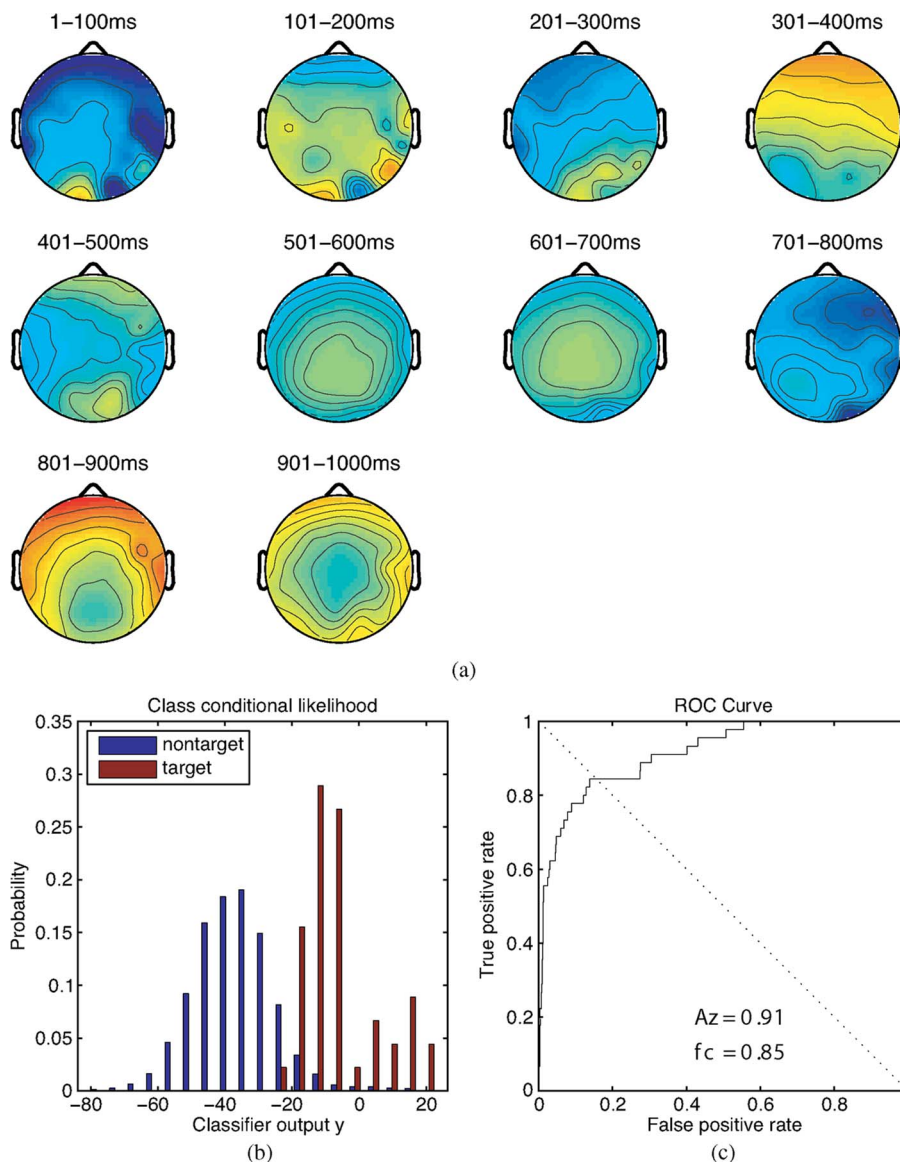 1−100ms 101−200ms 201−300ms 301−400ms
401−500ms 501−600ms 601−700ms 701−800ms
801−900ms 901−1000ms
(a)
Class conditional likelihood
0.35
0.3
0.25
0.2
0.15
0.1
0.05
0
Probability
nontarget
target
−80 −60 −40 −20 0 20
Classifier output y
(b)
ROC Curve
1
0.8
0.6
0.4
0.2
0
True positive rate
Az = 0.91
fc = 0.85
0 0.2 0.4 0.6 0.8
False positive rate
(c)